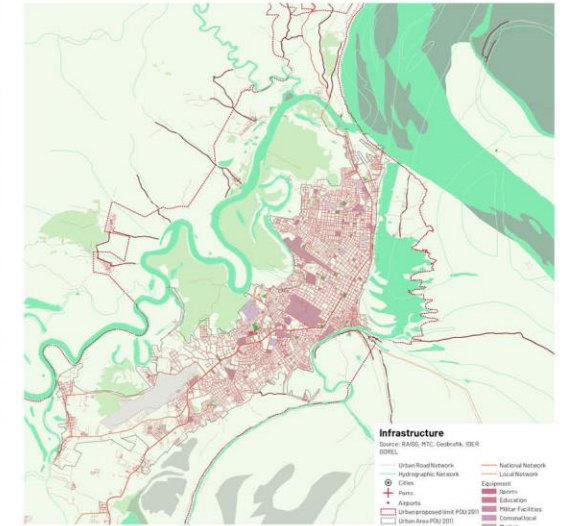 Infrastructure
Source: RAISG, MTC, Geobtrafik, IDER
GOREL
Urban Road Network
Hydrographic Network
Cities
Ports
Airports
Urban proposed limit PDU 2011
Urban Area PDU 2011
National Network
Local Network
Equipment
Sports
Education
Militar Facilities
Comunal local